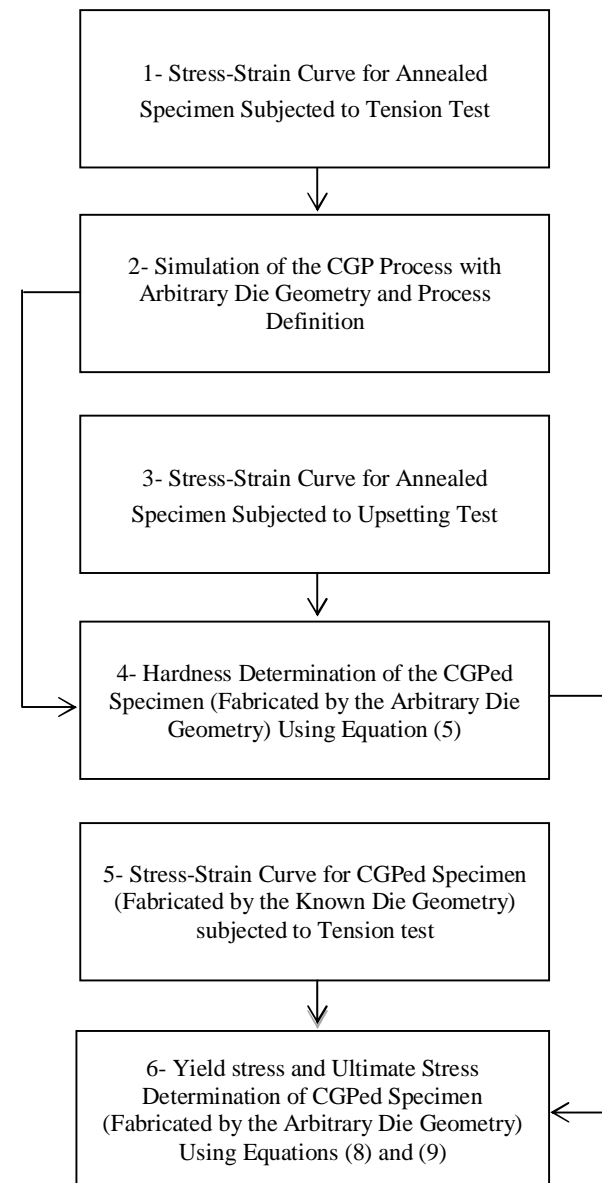 1- Stress-Strain Curve for Annealed
Specimen Subjected to Tension Test
2- Simulation of the CGP Process with
Arbitrary Die Geometry and Process
Definition
3- Stress-Strain Curve for Annealed
Specimen Subjected to Upsetting Test
4- Hardness Determination of the CGPed
Specimen (Fabricated by the Arbitrary Die
Geometry) Using Equation (5)
5- Stress-Strain Curve for CGPed Specimen
(Fabricated by the Known Die Geometry)
subjected to Tension test
6- Yield stress and Ultimate Stress
Determination of CGPed Specimen
(Fabricated by the Arbitrary Die Geometry)
Using Equations (8) and (9)